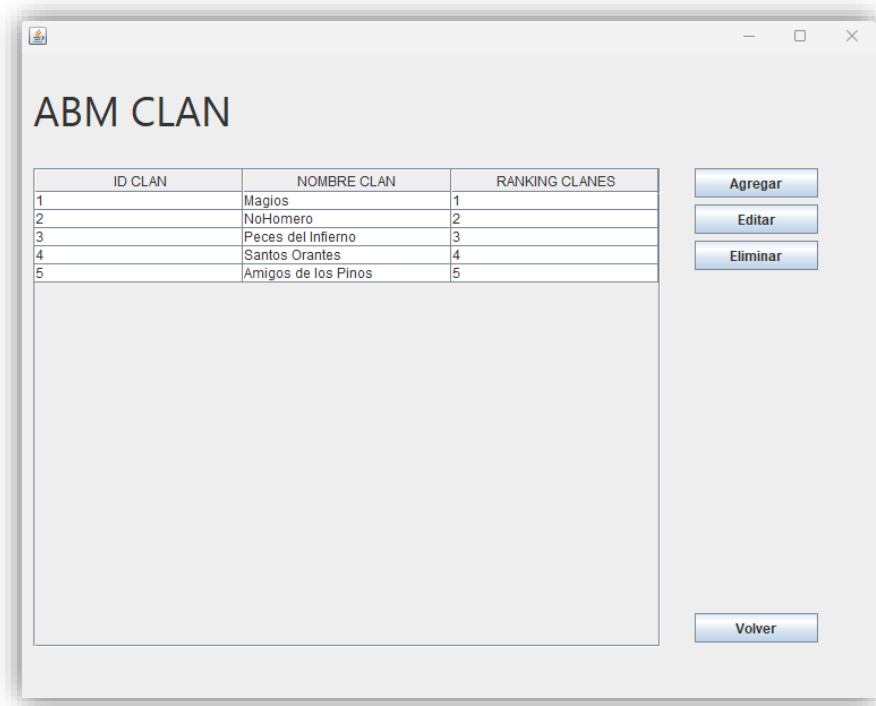 ABM CLAN
ID CLAN NOMBRE CLAN RANKING CLANES
1 Magios 1
2 NoHomero 2
3 Peces del Infierno 3
4 Santos Orantes 4
5 Amigos de los Pinos 5
Agregar
Editar
Eliminar
Volver